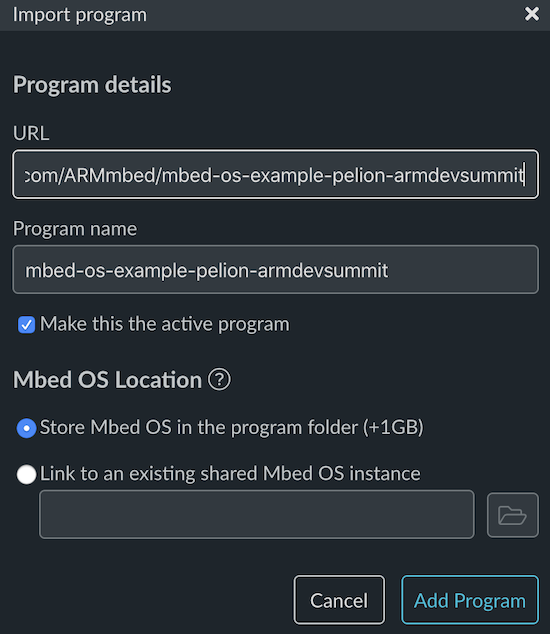 Import program
Program details
URL
com/ARMmbed/mbed-os-example-pelion-armdevsummit
Program name
mbed-os-example-pelion-armdevsummit
Make this the active program
Mbed OS Location ?
Store Mbed OS in the program folder (+1GB)
Link to an existing shared Mbed OS instance
Cancel Add Program